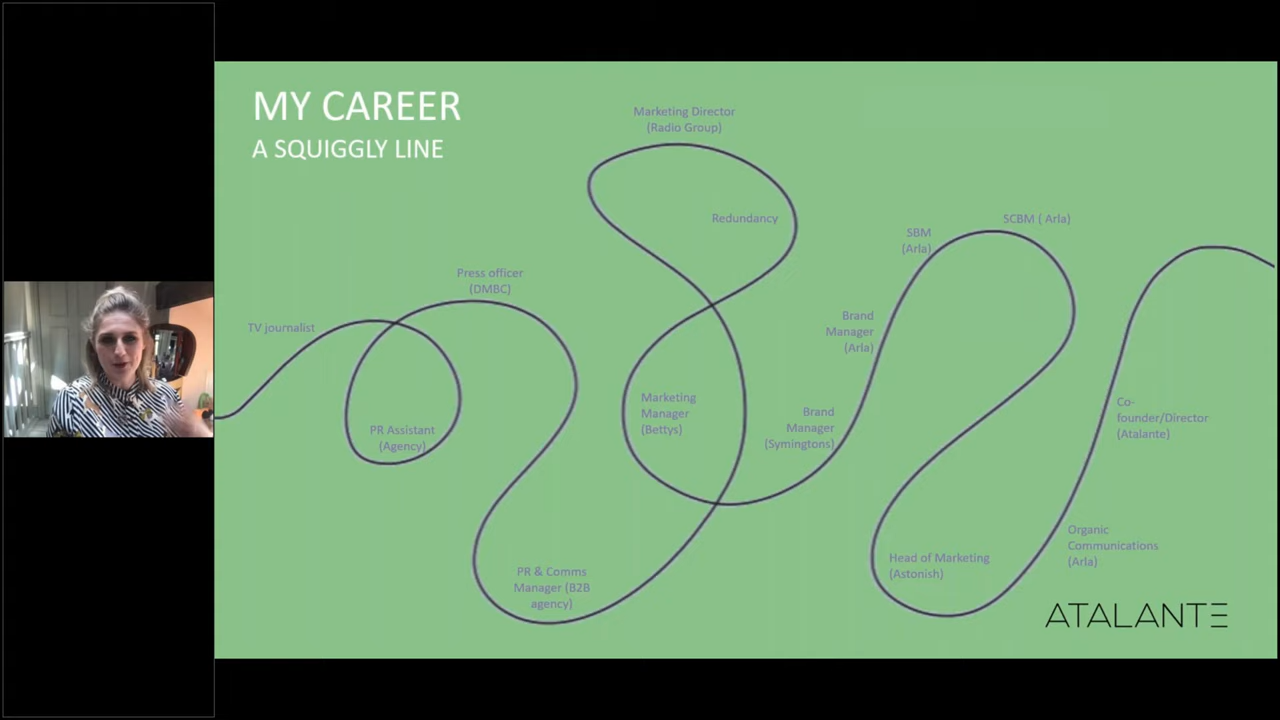 MY CAREER
A SQUIGGLY LINE
TV journalist
PR Assistant
(Agency)
Press officer
(DMBC)
PR & Comms
Manager (B2B
agency)
Marketing Director
(Radio Group)
Redundancy
Marketing
Manager
(Bettys)
Brand
Manager
(Symingtons)
Brand
Manager
(Arla)
SBM
(Arla)
SCBM ( Arla)
Head of Marketing
(Astonish)
Organic
Communications
(Arla)
Co-
founder/Director
(Atalante)
ATALANTE